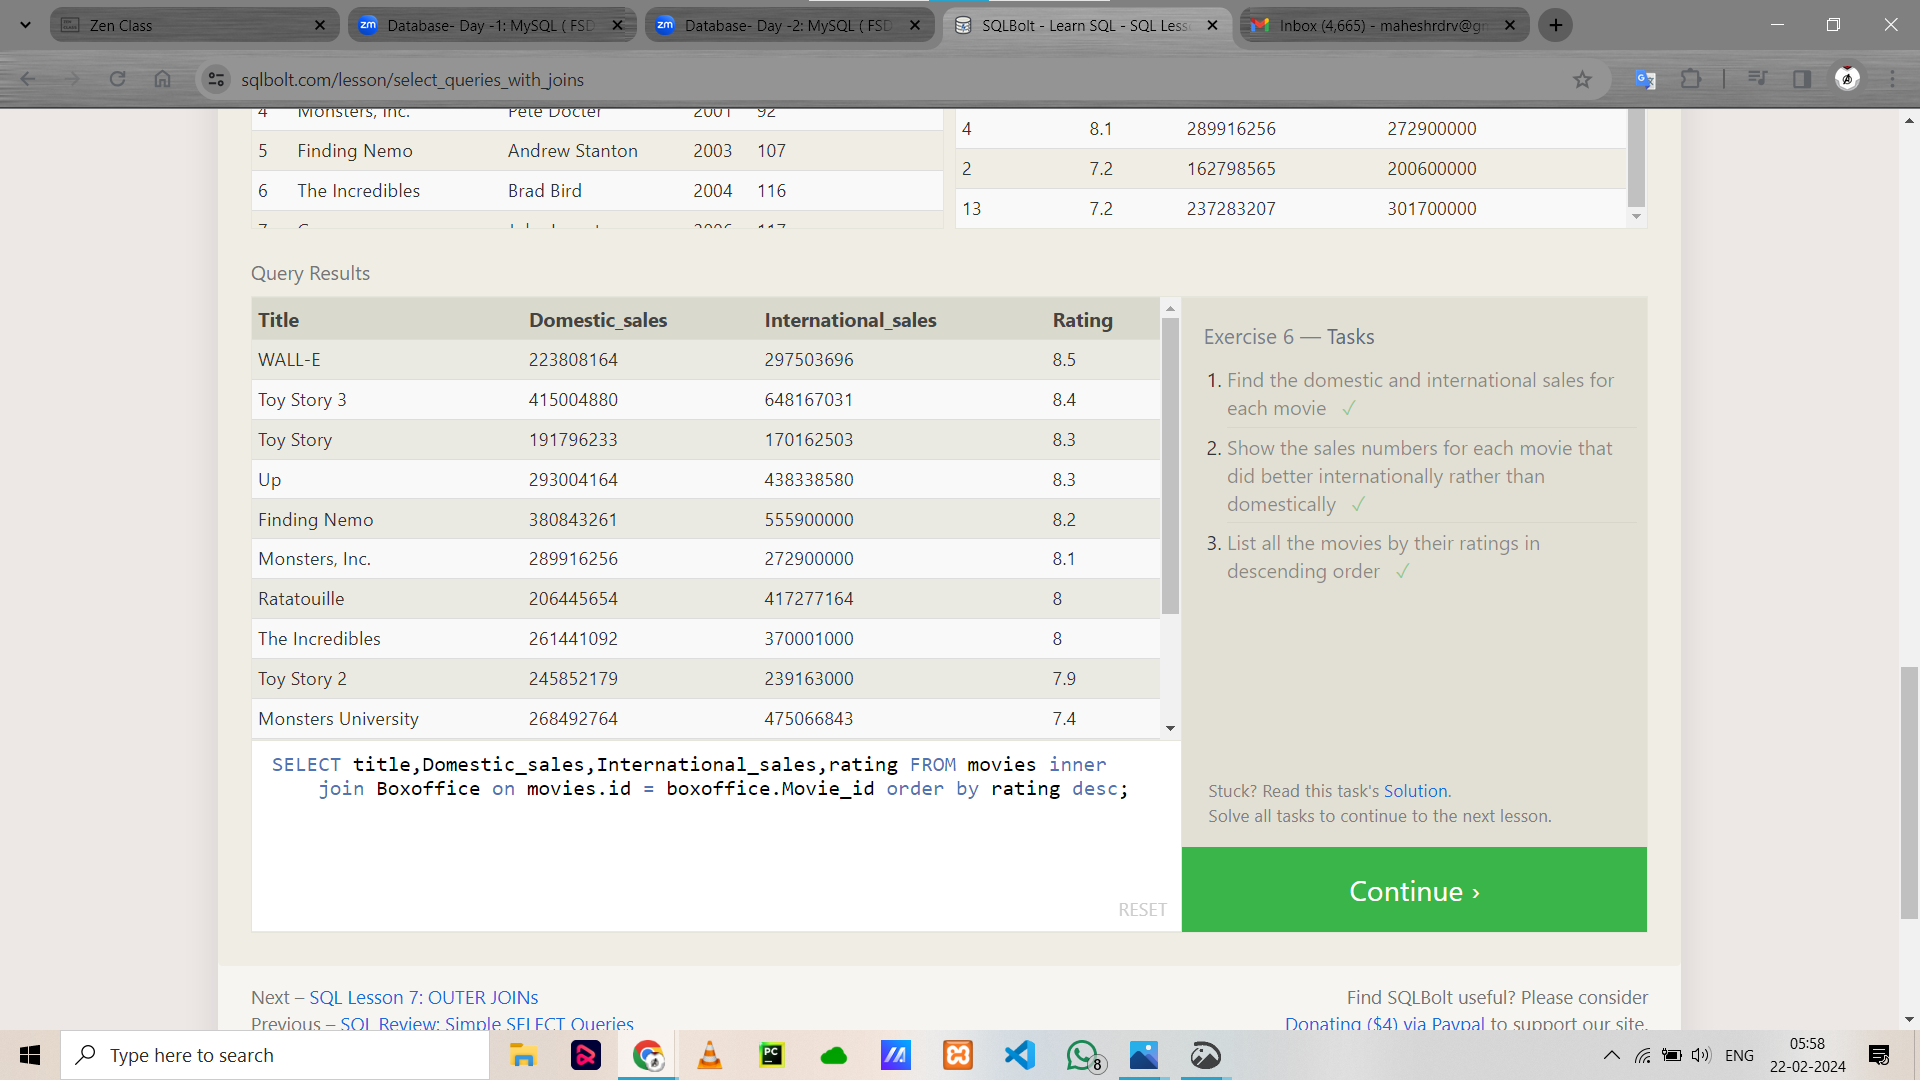 Zen Class
Database- Day -1: MySQL ( FSD
Database- Day -2: MySQL ( FSD
SQLBolt - Learn SQL - SQL Less
Inbox (4,665) - maheshrdrv@gm
sqlbolt.com/lesson/select_queries_with_joins
4 Monsters, Inc. Pete Docter 2001 92
5 Finding Nemo Andrew Stanton 2003 107
6 The Incredibles Brad Bird 2004 116
4 8.1 289916256 272900000
2 7.2 162798565 200600000
13 7.2 237283207 301700000
Query Results
Title Domestic_sales International_sales Rating
WALL-E 223808164 297503696 8.5
Toy Story 3 415004880 648167031 8.4
Toy Story 191796233 170162503 8.3
Up 293004164 438338580 8.3
Finding Nemo 380843261 555900000 8.2
Monsters, Inc. 289916256 272900000 8.1
Ratatouille 206445654 417277164 8
The Incredibles 261441092 370001000 8
Toy Story 2 245852179 239163000 7.9
Monsters University 268492764 475066843 7.4
SELECT title,Domestic_sales,International_sales,rating FROM movies inner
join Boxoffice on movies.id = boxoffice.Movie_id order by rating desc;
RESET
Exercise 6 — Tasks
1. Find the domestic and international sales for
each movie ✓
2. Show the sales numbers for each movie that
did better internationally rather than
domestically ✓
3. List all the movies by their ratings in
descending order ✓
Stuck? Read this task's Solution.
Solve all tasks to continue to the next lesson.
Continue ›
Next – SQL Lesson 7: OUTER JOINs
Previous – SQL Review: Simple SELECT Queries
Find SQLBolt useful? Please consider
Donating ($4) via Paypal to support our site.
Type here to search
PC
8
ENG
05:58
22-02-2024